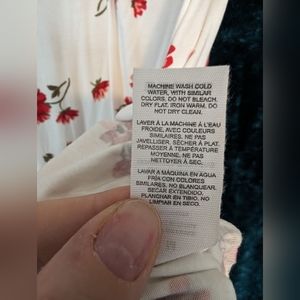 MACHINE WASH COLD
WATER, WITH SIMILAR
COLORS. DO NOT BLEACH.
DRY FLAT. IRON WARM. DO
NOT DRY CLEAN.
LAVER À LA MACHINE À L'EAU
FROIDE, AVEC COULEURS
SIMILAIRES. NE PAS
JAVELLISER. SÉCHER À PLAT.
REPASSER À TEMPÉRATURE
MOYENNE. NE PAS
NETTOYER À SEC.
LAVAR A MÁQUINA EN AGUA
FRÍA CON COLORES
SIMILARES. NO BLANQUEAR.
SECAR EXTENDIDO.
PLANCHAR EN TIBIO. NO
LIMPIAR EN SECO.